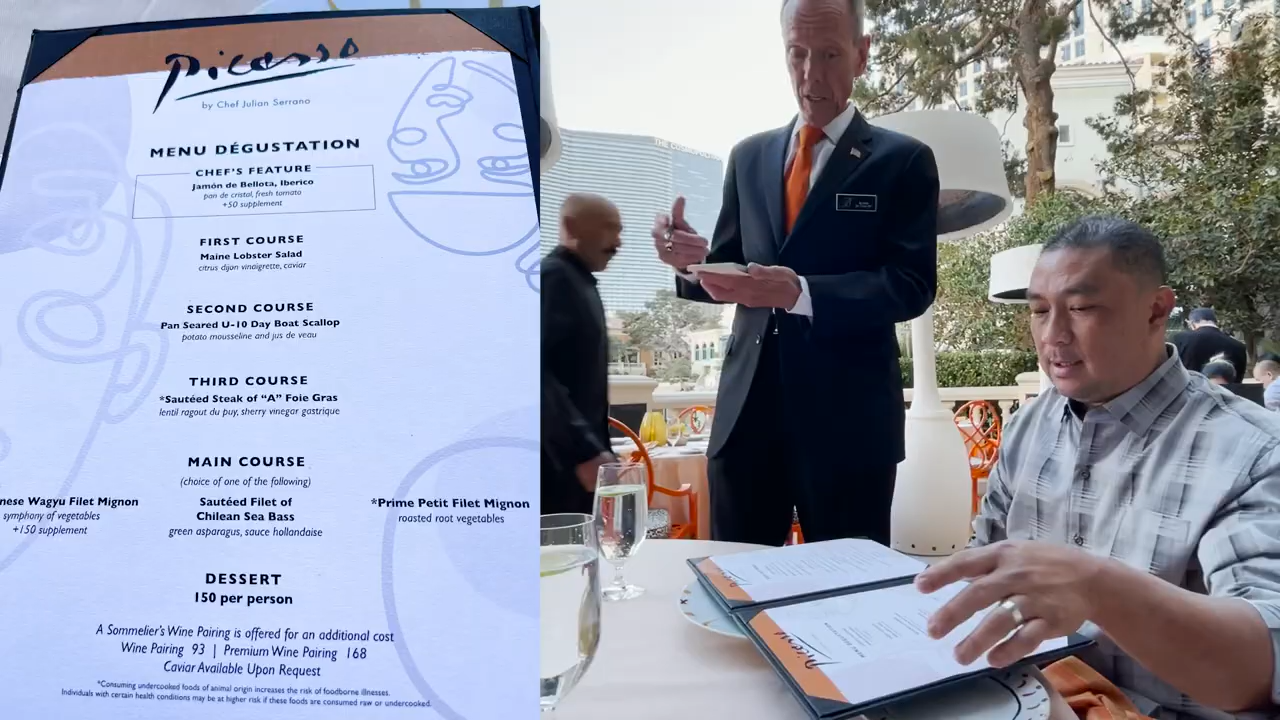 Picasso
by Chef Julian Serrano
MENU DÉGUSTATION
CHEF'S FEATURE
Jamón de Bellota, Iberico
pan de cristal, fresh tomato
+50 supplement
FIRST COURSE
Maine Lobster Salad
citrus dijon vinaigrette, caviar
SECOND COURSE
Pan Seared U-10 Day Boat Scallop
potato mousseline and jus de veau
THIRD COURSE
*Sautéed Steak of "A" Foie Gras
lentil ragout du puy, sherry vinegar gastrique
MAIN COURSE
(choice of one of the following)
nese Wagyu Filet Mignon
symphony of vegetables
+150 supplement
Sautéed Filet of
Chilean Sea Bass
green asparagus, sauce hollandaise
*Prime Petit Filet Mignon
roasted root vegetables
DESSERT
150 per person
A Sommelier's Wine Pairing is offered for an additional cost
Wine Pairing 93 | Premium Wine Pairing 168
Caviar Available Upon Request
*Consuming undercooked foods of animal origin increases the risk of foodborne illnesses.
Individuals with certain health conditions may be at higher risk if these foods are consumed raw or undercooked.
THE COSMOPOLITAN
Picasso
Picasso
MENU DÉGUSTATION